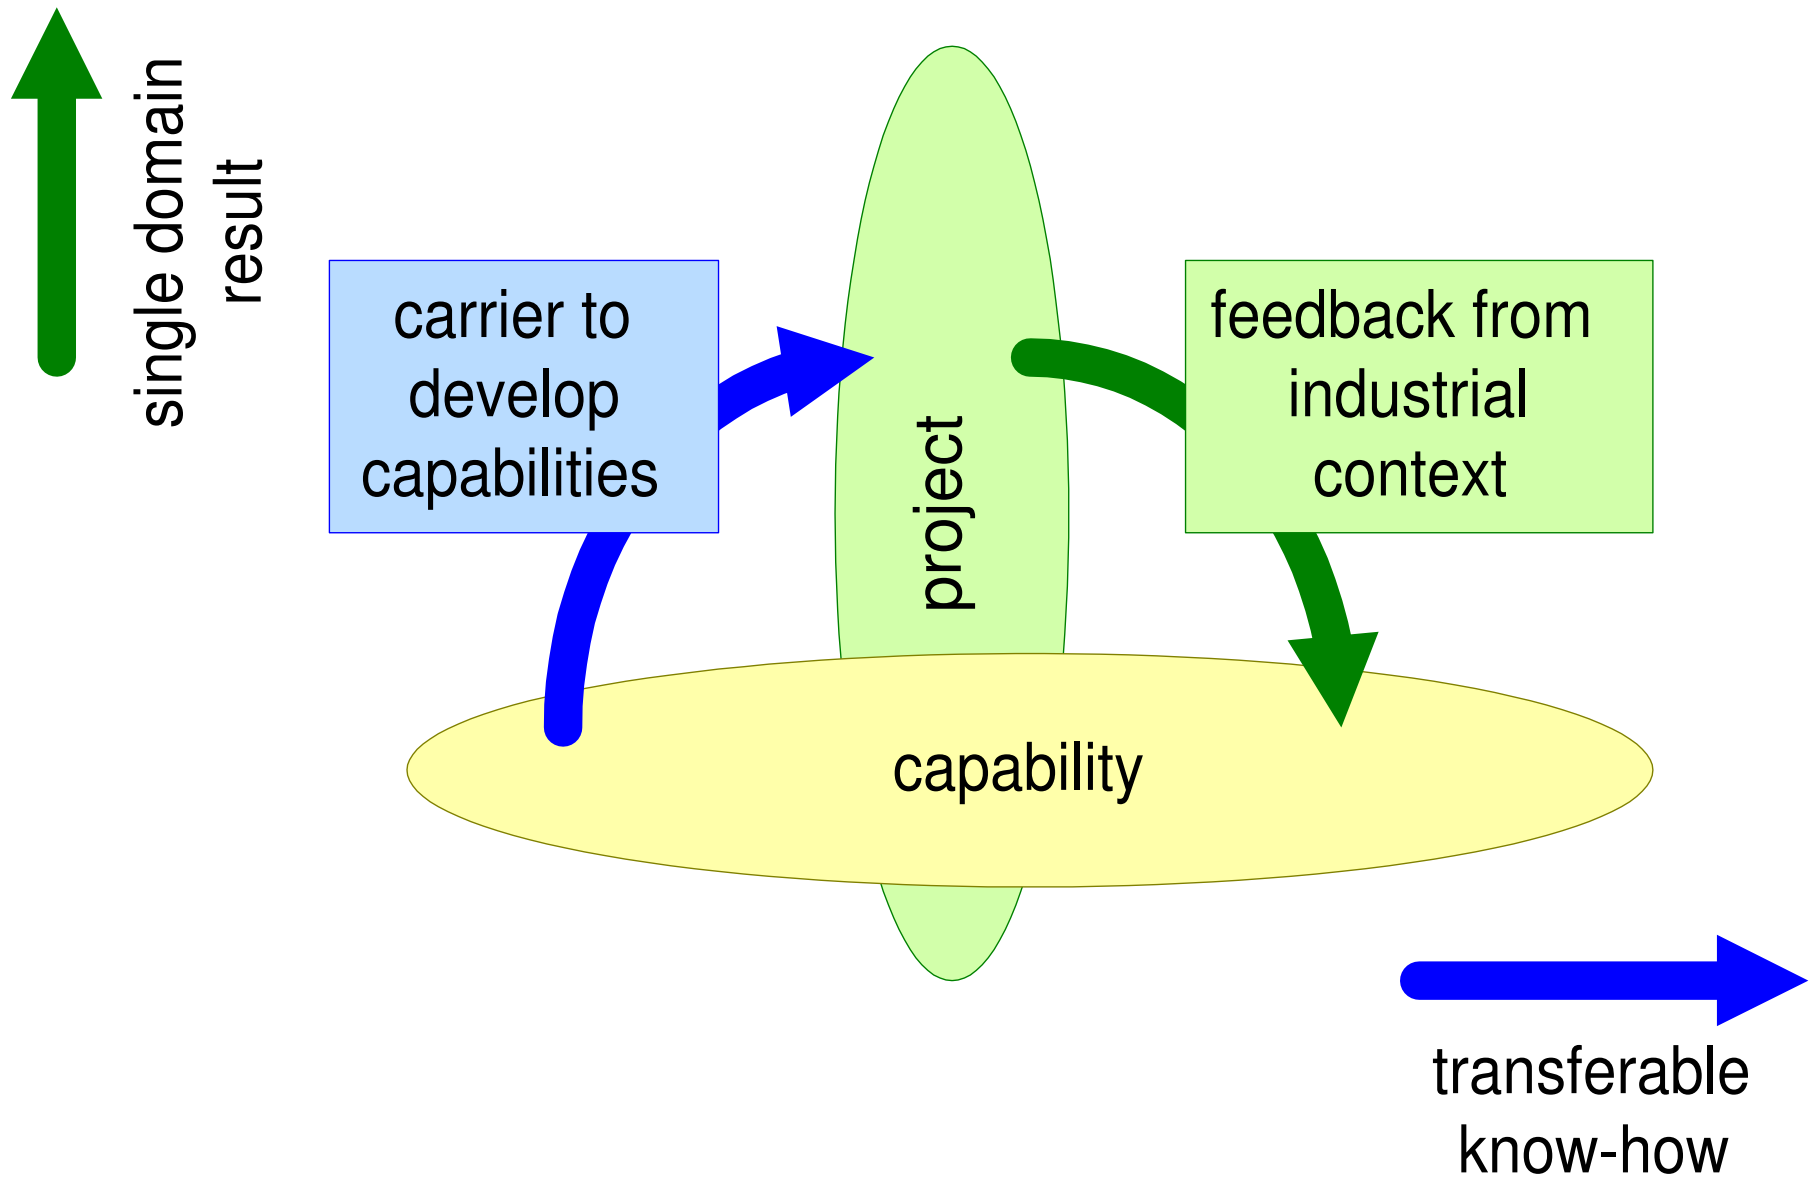 single domain
result
carrier to
develop
capabilities
project
feedback from
industrial
context
capability
transferable
know-how